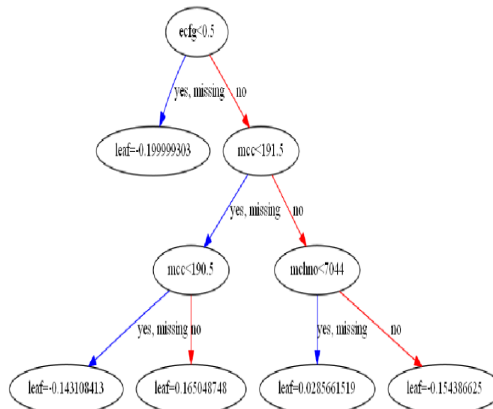 ecfg<0.5
yes, missing no
leaf=-0.199999303
mcc<191.5
yes, missing no
mcc<190.5
mchno<7044
yes, missing no
yes, missing no
leaf=-0.143108413
leaf=0.165048748
leaf=0.0285661519
leaf=-0.154386625